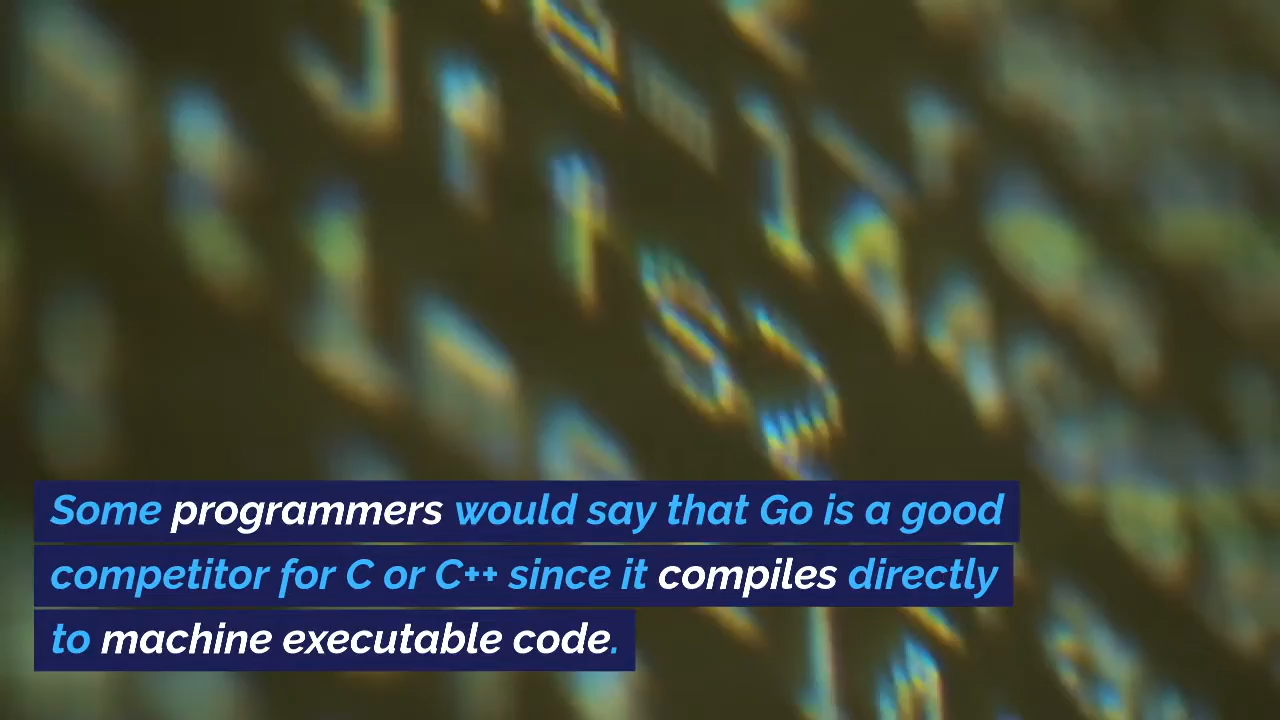 Some programmers would say that Go is a good
competitor for C or C++ since it compiles directly
to machine executable code.